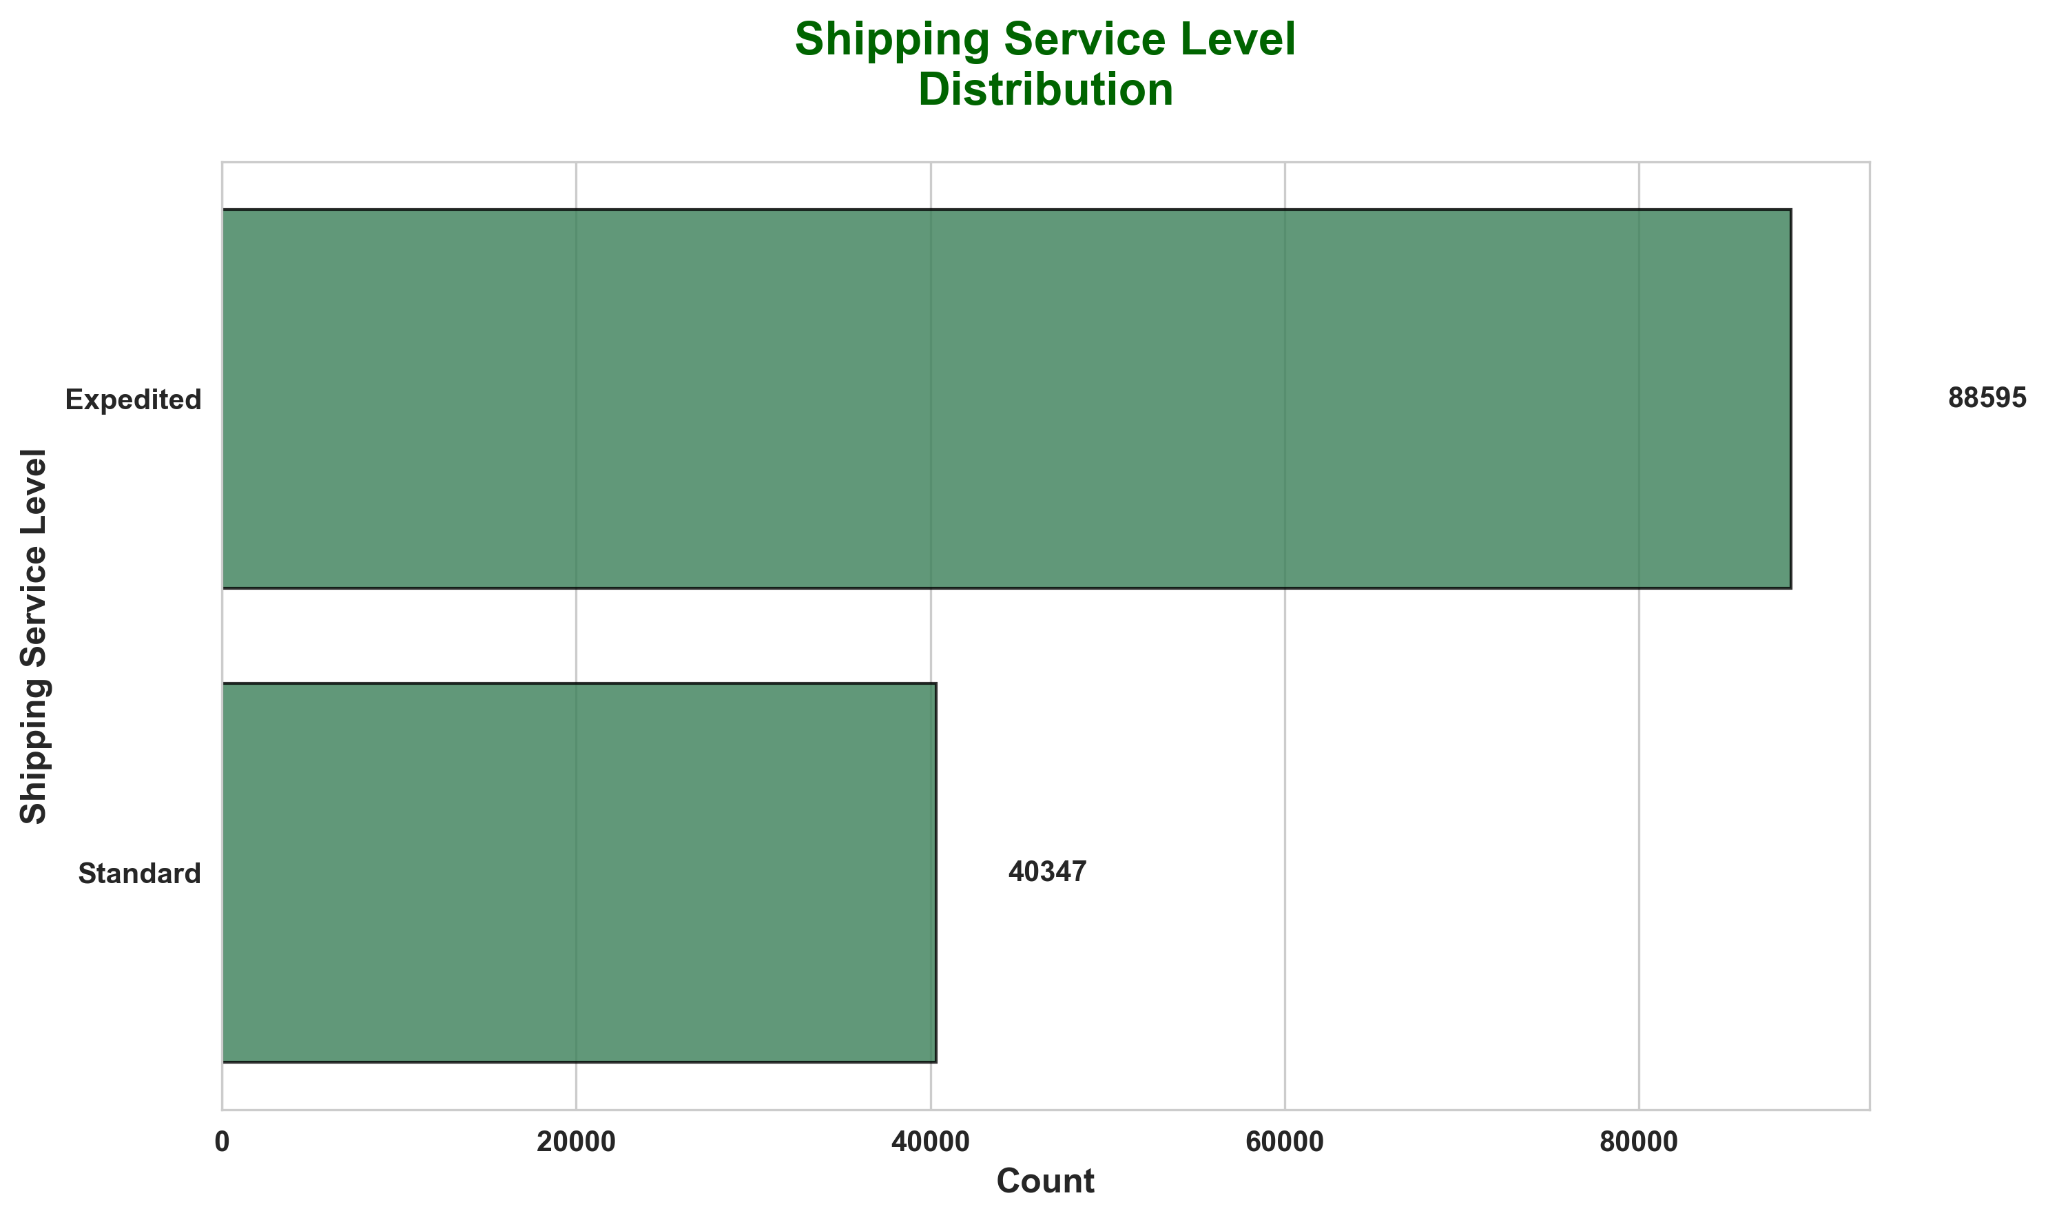 Shipping Service Level
Distribution
Shipping Service Level
Expedited
88595
Standard
40347
0 20000 40000 60000 80000
Count